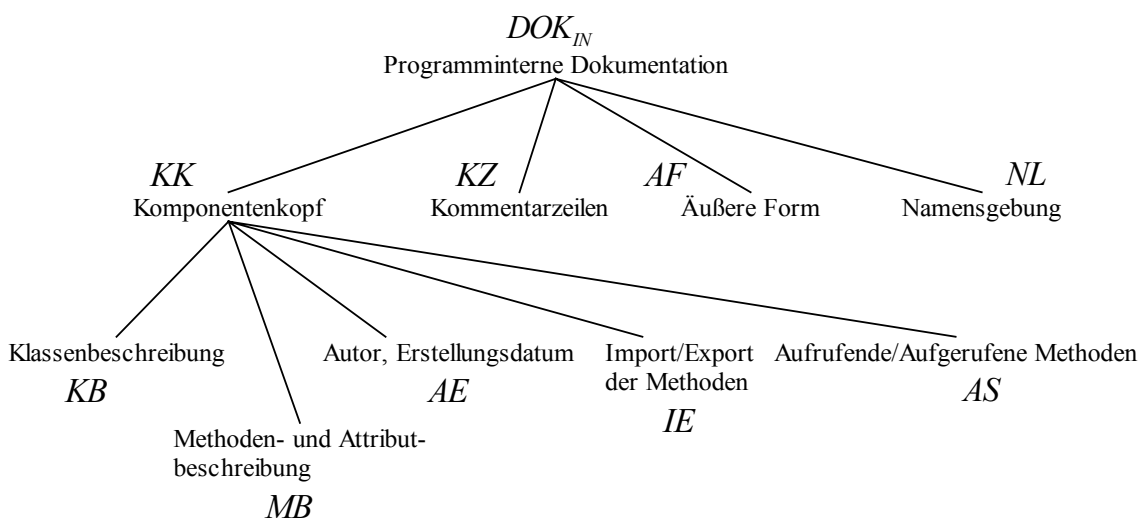 DOK_IN
Programminterne Dokumentation
KK
KZ
AF
NL
Komponentenkopf
Kommentarzeilen
Äußere Form
Namensgebung
Klassenbeschreibung
KB
Methoden- und Attribut-
beschreibung
MB
Autor, Erstellungsdatum
AE
Import/Export
der Methoden
IE
Aufrufende/Aufgerufene Methoden
AS